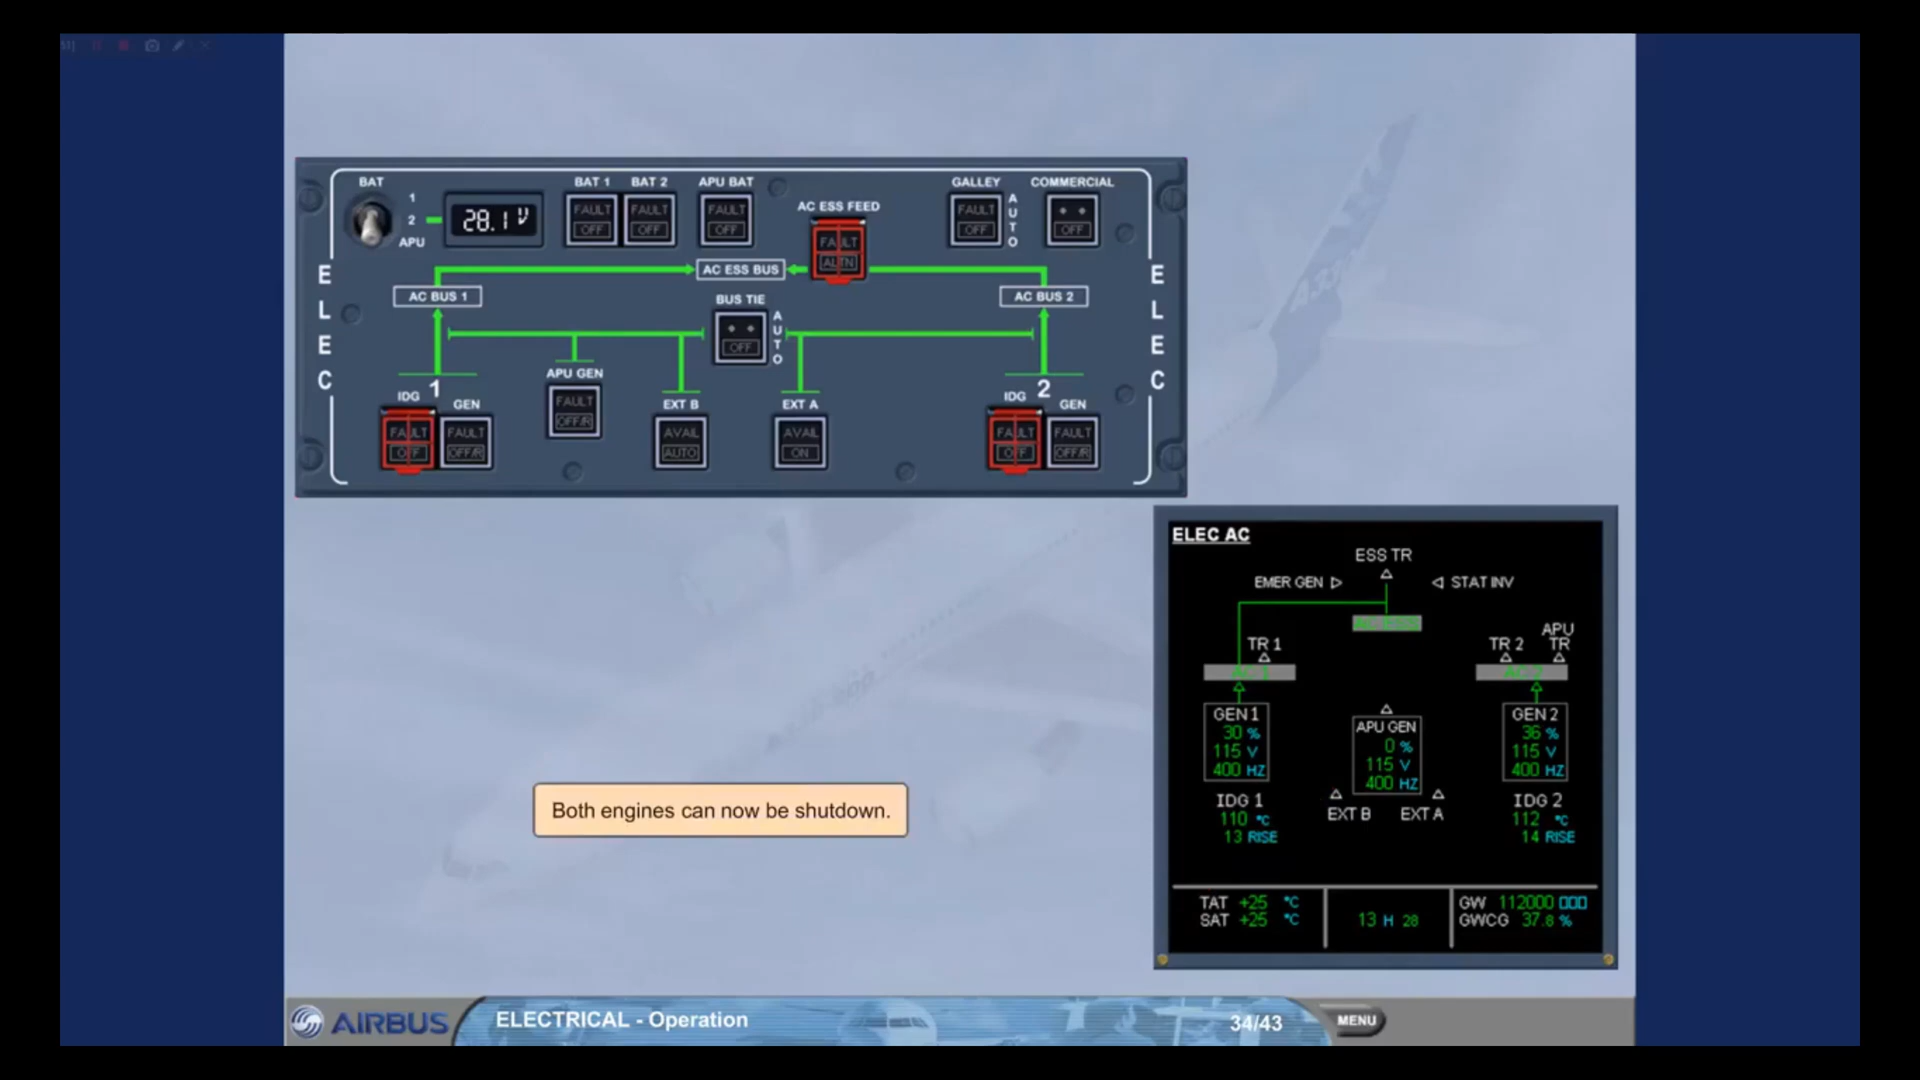 BAT
1
2
APU
28.1 V
BAT 1
FAULT
OFF
BAT 2
FAULT
OFF
APU BAT
FAULT
OFF
AC ESS FEED
FAULT
ALTN
GALLEY
FAULT
OFF
AUTO
COMMERCIAL
OFF
ELEC
ELEC
AC ESS BUS
AC BUS 1
AC BUS 2
BUS TIE
OFF
AUTO
1
IDG
FAULT
OFF
GEN
FAULT
OFF/R
APU GEN
FAULT
OFF/R
EXT B
AVAIL
AUTO
EXT A
AVAIL
ON
2
IDG
FAULT
OFF
GEN
FAULT
OFF/R
A330
ELEC AC
ESS TR
EMER GEN
STAT INV
AC ESS
TR 1
TR 2
APU TR
AC 1
AC 2
GEN 1
30 %
115 V
400 HZ
APU GEN
0 %
115 V
400 HZ
GEN 2
36 %
115 V
400 HZ
IDG 1
110 °C
13 RISE
EXT B
EXT A
IDG 2
112 °C
14 RISE
TAT +25 °C
SAT +25 °C
13 H 28
GW 112000
GWCG 37.8 %
Both engines can now be shutdown.
AIRBUS
ELECTRICAL - Operation
34/43
MENU